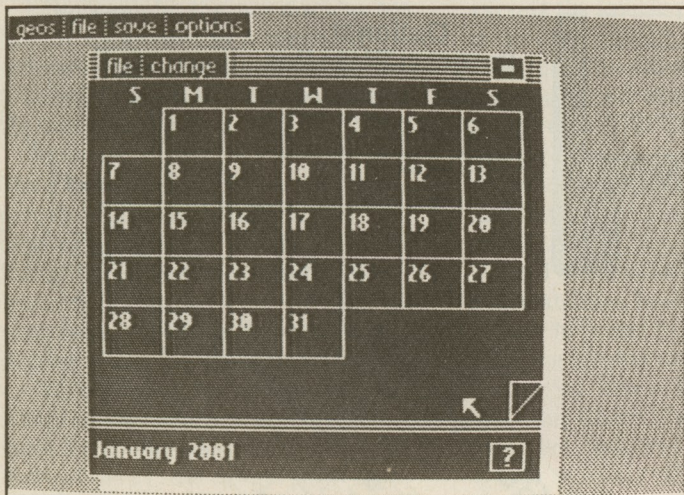 geos file save options
file change
S M T W T F S
1 2 3 4 5 6
7 8 9 10 11 12 13
14 15 16 17 18 19 20
21 22 23 24 25 26 27
28 29 30 31
January 2001 ?